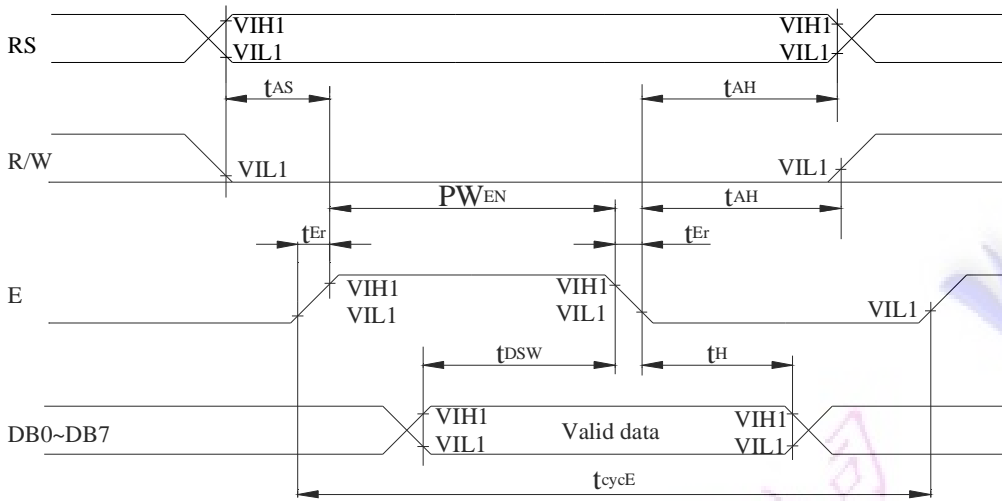 VIH1 VIH1
RS
VIL1 VIL1
tAS tAH
R/W
VIL1 VIL1
PWEN tAH
tEr tEr
E
VIH1 VIH1
VIL1 VIL1 VIL1
tDSW tH
VIH1 VIH1
DB0~DB7 Valid data
VIL1 VIL1
tcycE